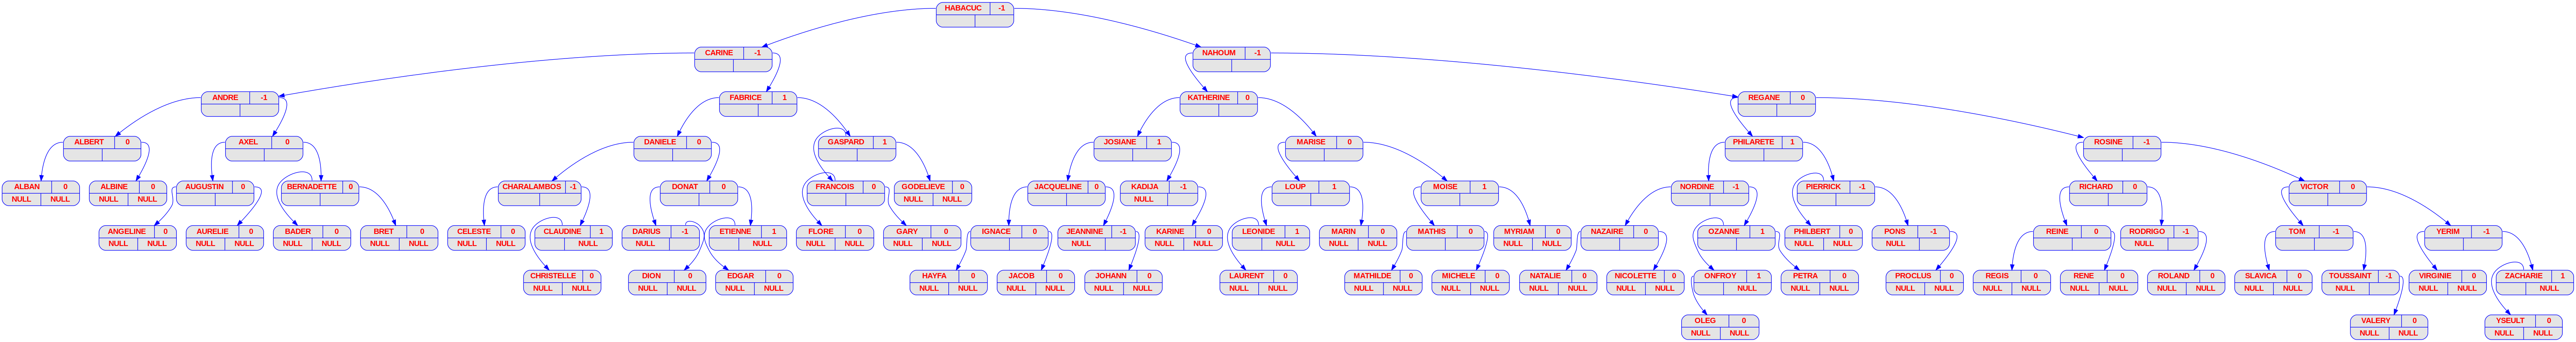 HABACUC -1
CARINE -1
NAHOUM -1
ANDRE -1
FABRICE 1
KATHERINE 0
REGANE 0
ALBERT 0
AXEL 0
DANIELE 0
GASPARD 1
JOSIANE 1
MARISE 0
PHILARETE 1
ROSINE -1
ALBAN 0
NULL NULL
ALBINE 0
NULL NULL
AUGUSTIN 0
BERNADETTE 0
CHARALAMBOS -1
DONAT 0
FRANCOIS 0
GODELIEVE 0
NULL NULL
JACQUELINE 0
KADIJA -1
NULL
LOUP 1
MOISE 1
NORDINE -1
PIERRICK -1
RICHARD 0
VICTOR 0
ANGELINE 0
NULL NULL
AURELIE 0
NULL NULL
BADER 0
NULL NULL
BRET 0
NULL NULL
CELESTE 0
NULL NULL
CLAUDINE 1
NULL
DARIUS -1
NULL
ETIENNE 1
NULL
FLORE 0
NULL NULL
GARY 0
NULL NULL
IGNACE 0
JEANNINE -1
NULL
KARINE 0
NULL NULL
LEONIDE 1
NULL
MARIN 0
NULL NULL
MATHIS 0
MYRIAM 0
NULL NULL
NAZAIRE 0
OZANNE 1
PHILBERT 0
NULL NULL
PONS -1
NULL
REINE 0
RODRIGO -1
NULL
TOM -1
YERIM -1
CHRISTELLE 0
NULL NULL
DION 0
NULL NULL
EDGAR 0
NULL NULL
HAYFA 0
NULL NULL
JACOB 0
NULL NULL
JOHANN 0
NULL NULL
LAURENT 0
NULL NULL
MATHILDE 0
NULL NULL
MICHELE 0
NULL NULL
NATALIE 0
NULL NULL
NICOLETTE 0
NULL NULL
ONFROY 1
NULL
PETRA 0
NULL NULL
PROCLUS 0
NULL NULL
REGIS 0
NULL NULL
RENE 0
NULL NULL
ROLAND 0
NULL NULL
SLAVICA 0
NULL NULL
TOUSSAINT -1
NULL
VIRGINIE 0
NULL NULL
ZACHARIE 1
NULL
OLEG 0
NULL NULL
VALERY 0
NULL NULL
YSEULT 0
NULL NULL